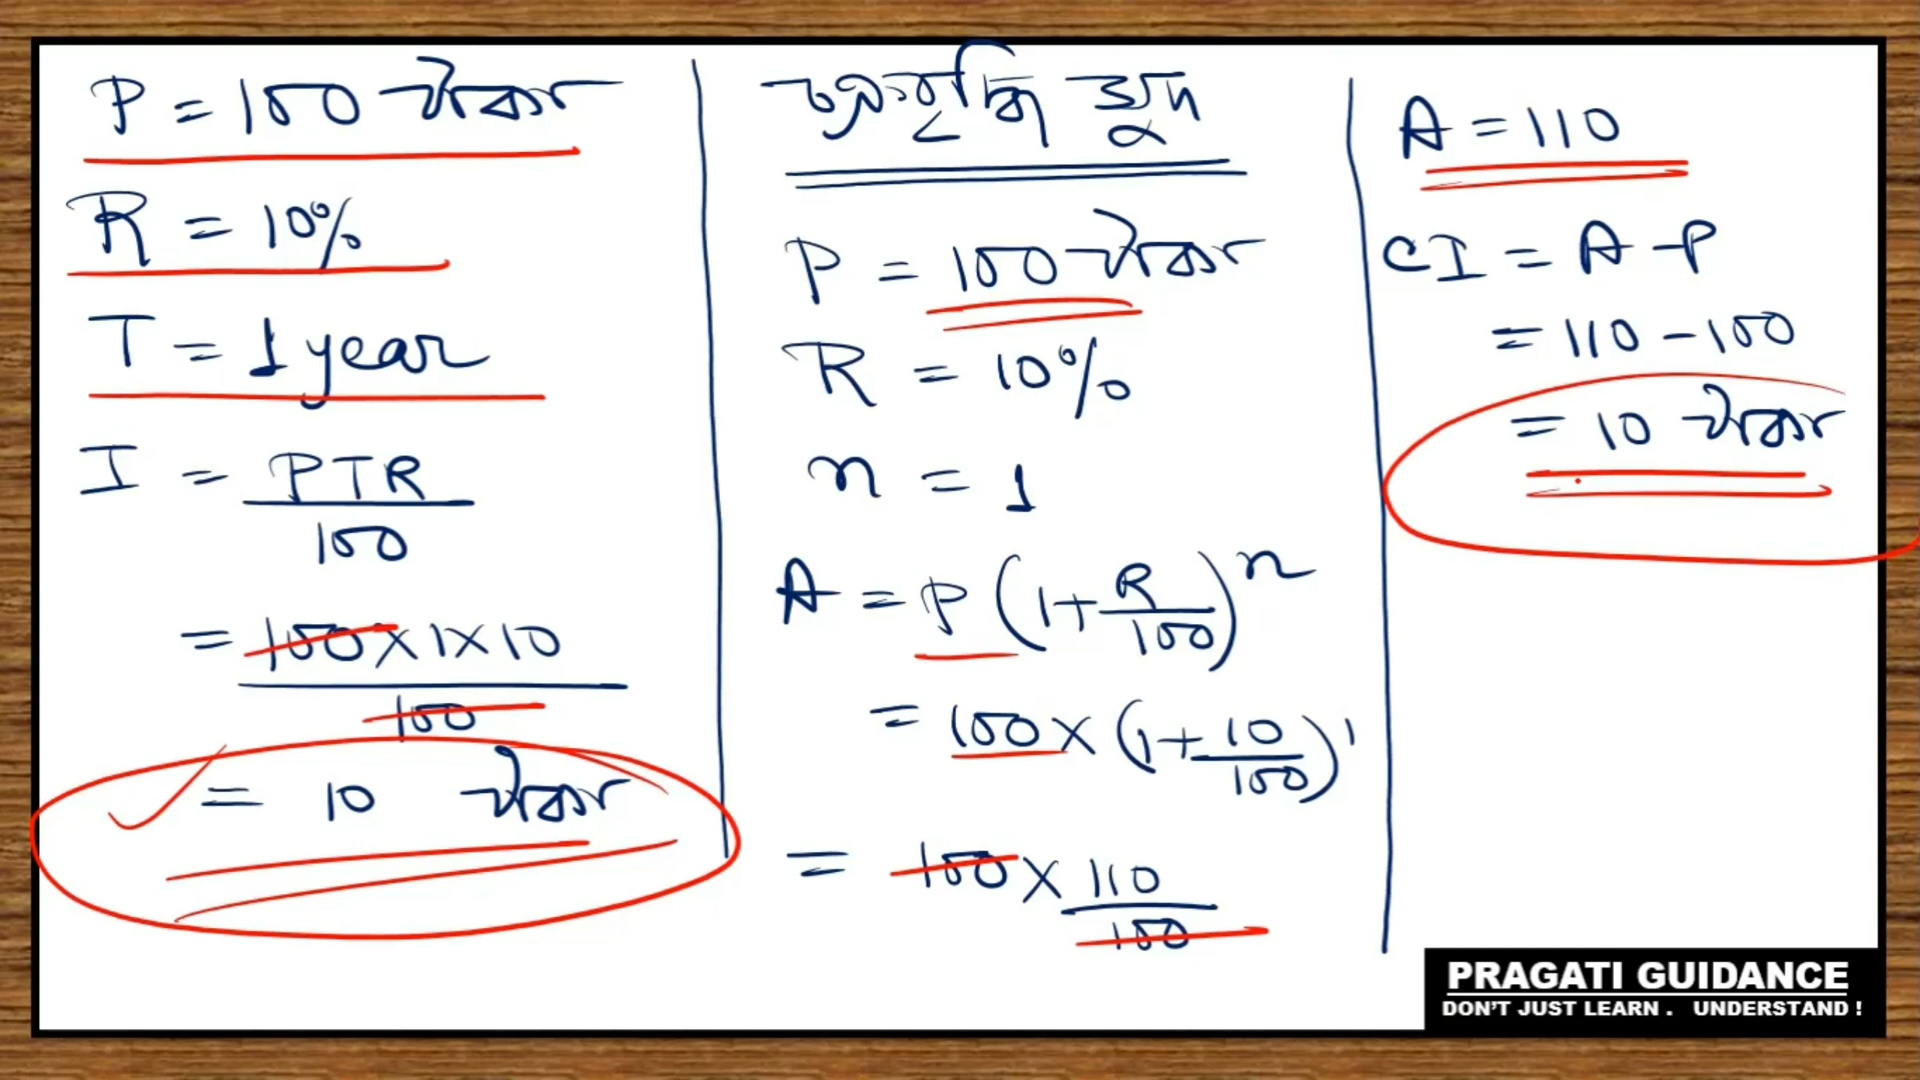 P = 100 টাকা
R = 10%
T = 1 year
I = PTR
100
= 100 × 1 × 10
100
= 10 টাকা
চক্রবৃদ্ধি সুদ
P = 100 টাকা
R = 10%
n = 1
A = P (1 + R/100)^n
= 100 × (1 + 10/100)^1
= 100 × 110
100
A = 110
CI = A - P
= 110 - 100
= 10 টাকা
PRAGATI GUIDANCE
DON'T JUST LEARN . UNDERSTAND !